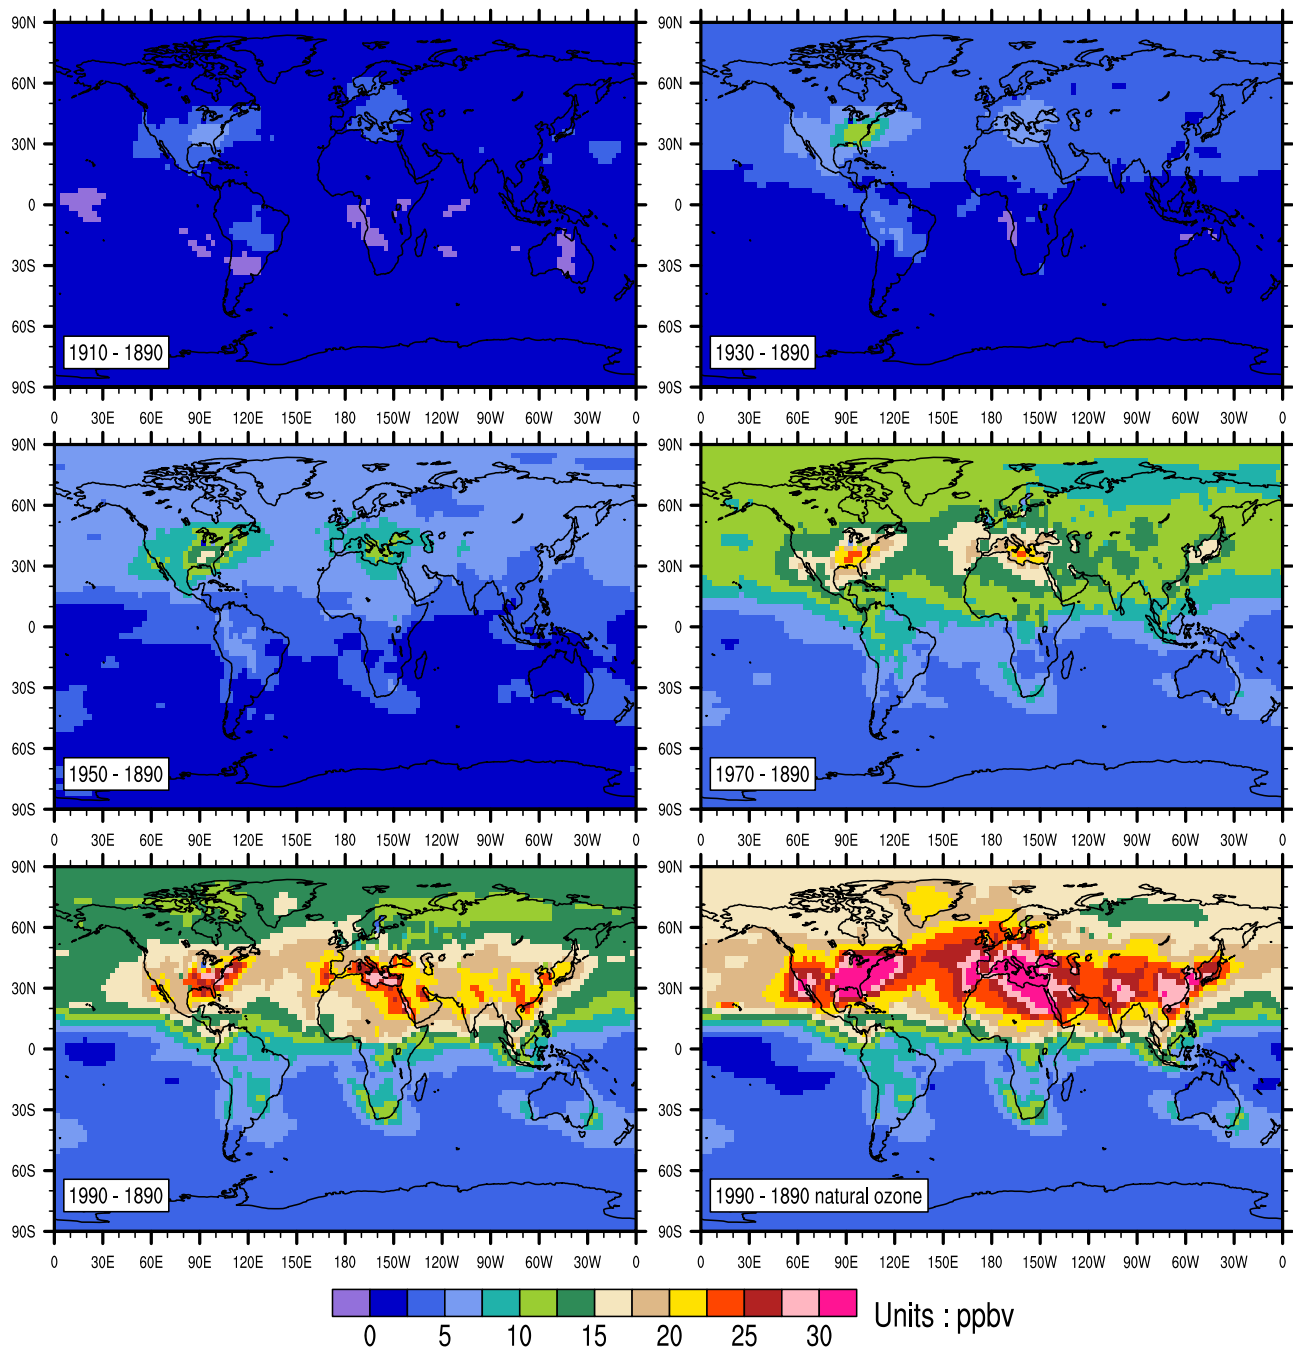 90N 90N
60N 60N
30N 30N
0 0
30S 30S
60S 60S
90S 90S
1910 - 1890 1930 - 1890
0 30E 60E 90E 120E 150E 180 150W 120W 90W 60W 30W 0 0 30E 60E 90E 120E 150E 180 150W 120W 90W 60W 30W 0
90N 90N
60N 60N
30N 30N
0 0
30S 30S
60S 60S
1950 - 1890 1970 - 1890
90S 90S
0 30E 60E 90E 120E 150E 180 150W 120W 90W 60W 30W 0 0 30E 60E 90E 120E 150E 180 150W 120W 90W 60W 30W 0
90N 90N
60N 60N
30N 30N
0 0
30S 30S
60S 60S
1990 - 1890 1990 - 1890 natural ozone
90S 90S
0 30E 60E 90E 120E 150E 180 150W 120W 90W 60W 30W 0 0 30E 60E 90E 120E 150E 180 150W 120W 90W 60W 30W 0
0 5 10 15 20 25 30 Units : ppbv